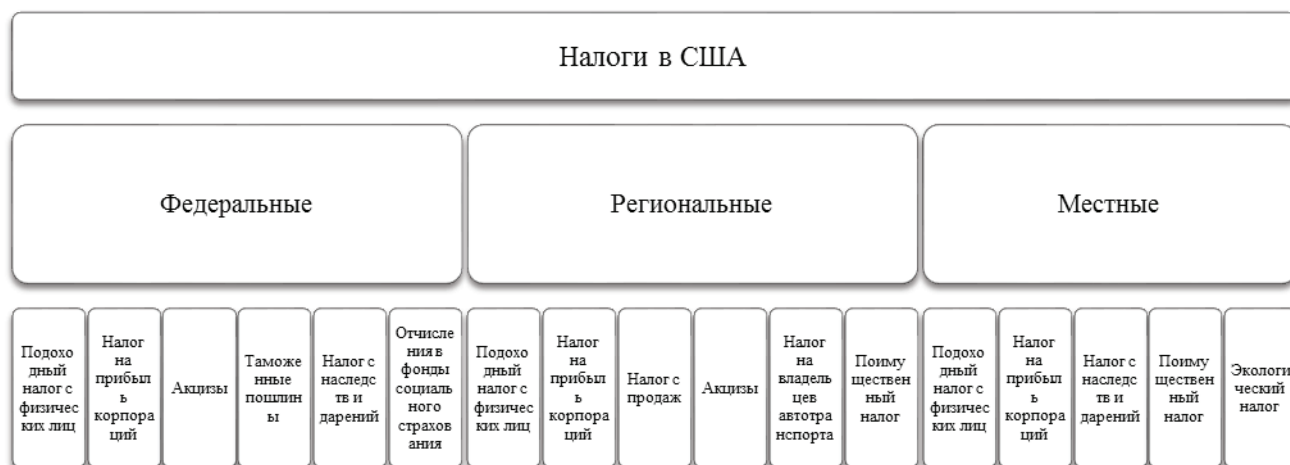 Налоги в США
Федеральные
Региональные
Местные
Подохо
дный
налог с
физичес
ких лиц
Налог
на
прибыл
ь
корпора
ций
Акцизы
Таможе
нные
пошлин
ы
Налог с
наследс
тв и
дарений
Отчисле
ния в
фонды
социаль
ного
страхов
ания
Подохо
дный
налог с
физичес
ких лиц
Налог
на
прибыл
ь
корпора
ций
Налог с
продаж
Акцизы
Налог
на
владель
цев
автотра
нспорта
Поиму
ществен
ный
налог
Подохо
дный
налог с
физичес
ких лиц
Налог
на
прибыл
ь
корпора
ций
Налог с
наследс
тв и
дарений
Поиму
ществен
ный
налог
Экологи
ческий
налог